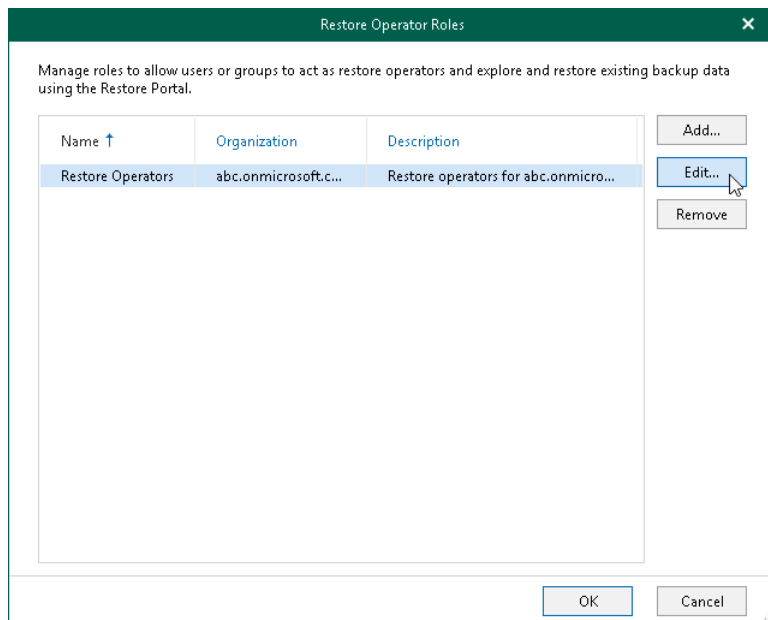 Restore Operator Roles
Manage roles to allow users or groups to act as restore operators and explore and restore existing backup data
using the Restore Portal.
Name ↑ Organization Description
Restore Operators abc.onmicrosoft.c... Restore operators for abc.onmicro...
Add...
Edit...
Remove
OK Cancel